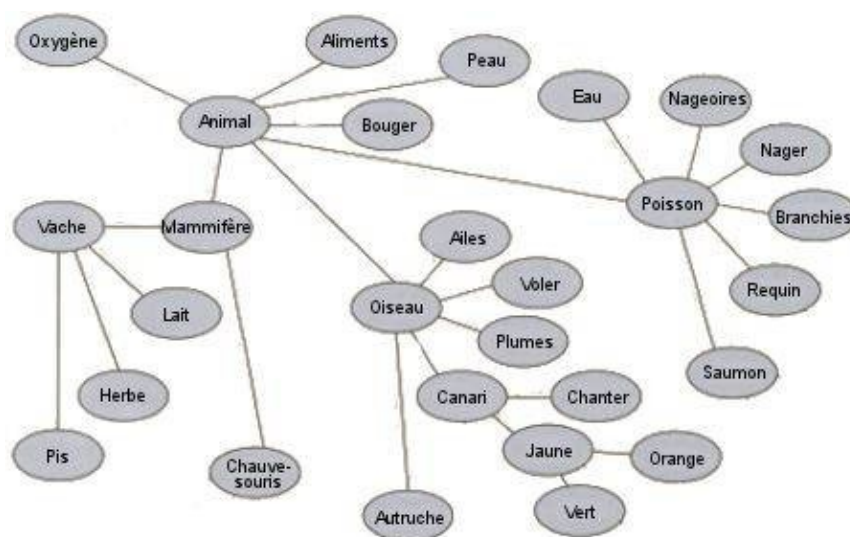 Oxygène
Aliments
Peau
Animal
Bouger
Eau
Nageoires
Nager
Poisson
Branchies
Requin
Saumon
Vache
Mammifère
Lait
Herbe
Pis
Chauve-
souris
Ailes
Voler
Oiseau
Plumes
Canari
Chanter
Jaune
Orange
Vert
Autruche